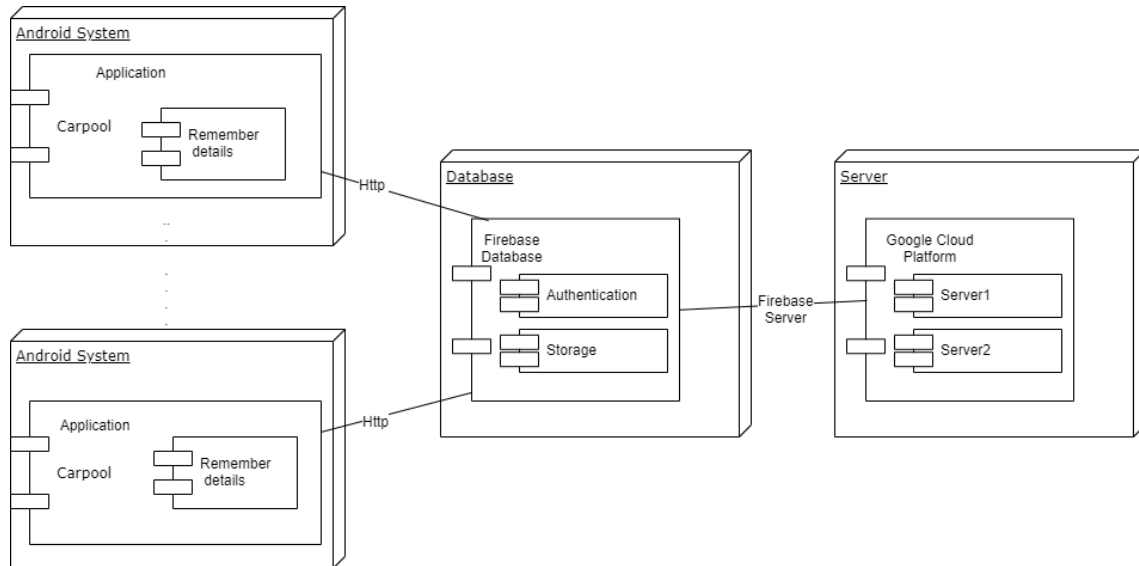 Android System
Application
Carpool
Remember
details
Http
Android System
Application
Carpool
Remember
details
Http
Database
Firebase
Database
Authentication
Storage
Firebase
Server
Server
Google Cloud
Platform
Server1
Server2